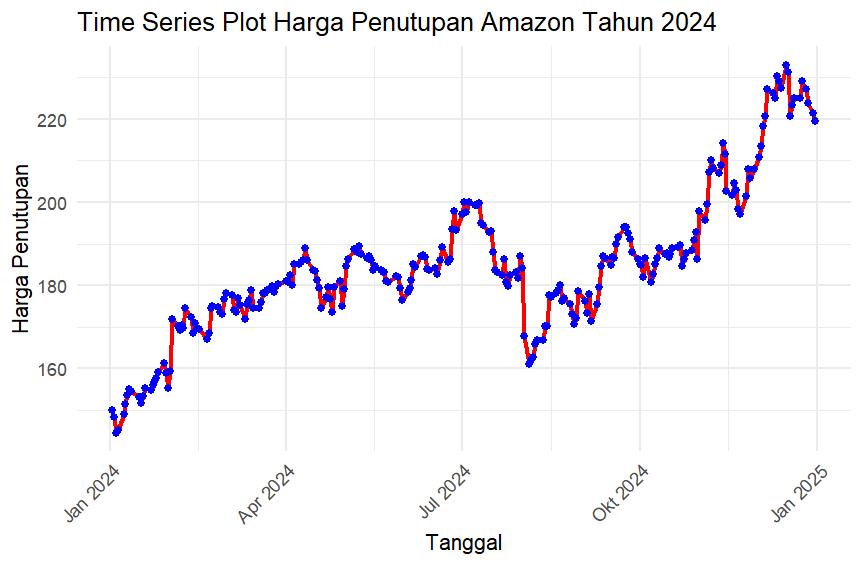 Time Series Plot Harga Penutupan Amazon Tahun 2024
Harga Penutupan
220
200
180
160
Jan 2024
Apr 2024
Jul 2024
Okt 2024
Jan 2025
Tanggal